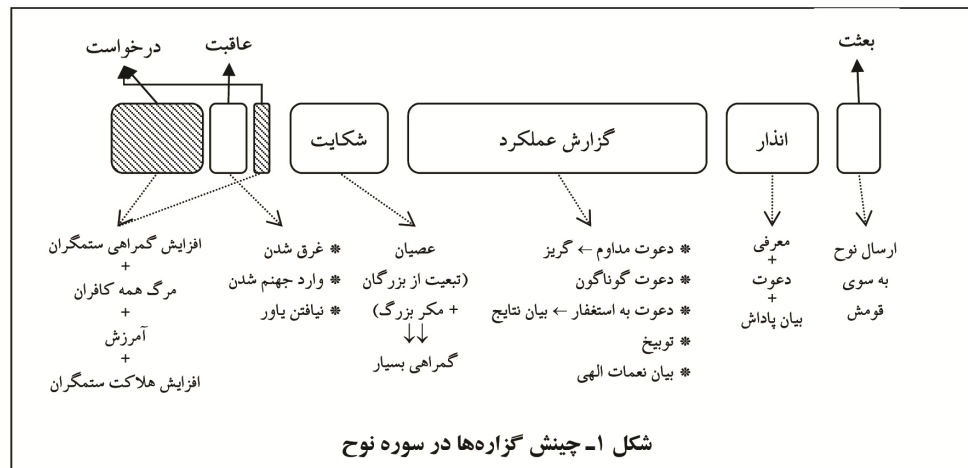 بعثت
عاقبت
درخواست
انذار
گزارش عملکرد
شکایت
ارسال نوح
به سوی
قومش
معرفی
+
دعوت
+
بیان پاداش
❊ دعوت مداوم ← گریز
❊ دعوت گوناگون
❊ دعوت به استغفار ← بیان نتایج
❊ توبیخ
❊ بیان نعمات الهی
عصیان
(تبعیت از بزرگان
+ مکر بزرگ)
↓↓
گمراهی بسیار
❊ غرق شدن
❊ وارد جهنم شدن
❊ نیافتن یاور
افزایش گمراهی ستمگران
+
مرگ همه کافران
+
آمرزش
+
افزایش هلاکت ستمگران
شکل ۱ـ چینش گزاره‌ها در سوره نوح